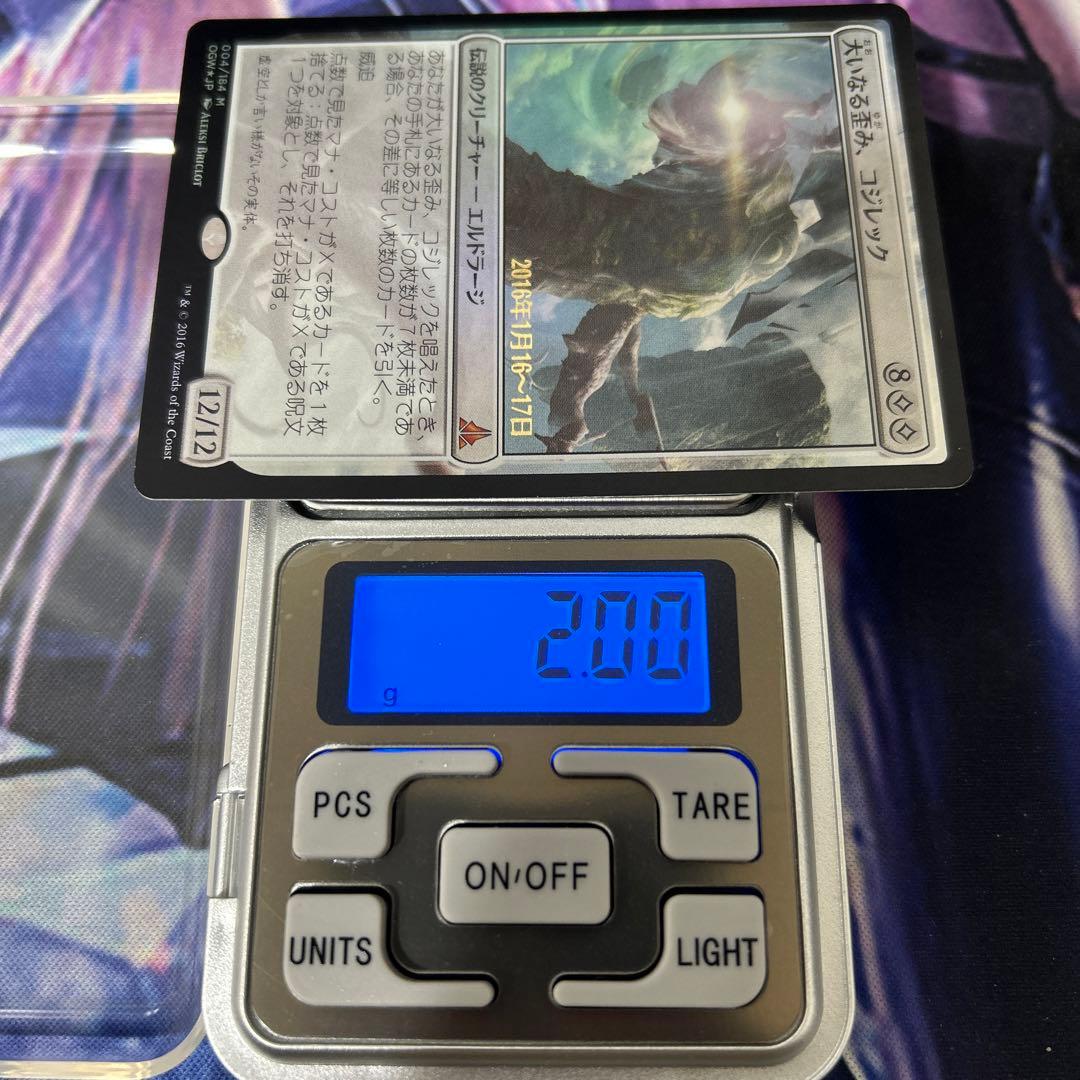 大いなる歪み、コジレック
おお
ゆが
8
2016年1月16〜17日
伝説のクリーチャー — エルドラージ
あなたが大いなる歪み、コジレックを唱えたとき、
あなたの手札にあるカードの枚数が7枚未満であ
る場合、その差に等しい枚数のカードを引く。
威迫
点数で見たマナ・コストがXであるカードを1枚
捨てる：点数で見たマナ・コストがXである呪文
1つを対象とし、それを打ち消す。
虚空としか言い様がないその実体。
12/12
004/184 M
OGW★JP ALEKSI BRICLOT
™ & © 2016 Wizards of the Coast
2.00
g
PCS
TARE
ON/OFF
UNITS
LIGHT